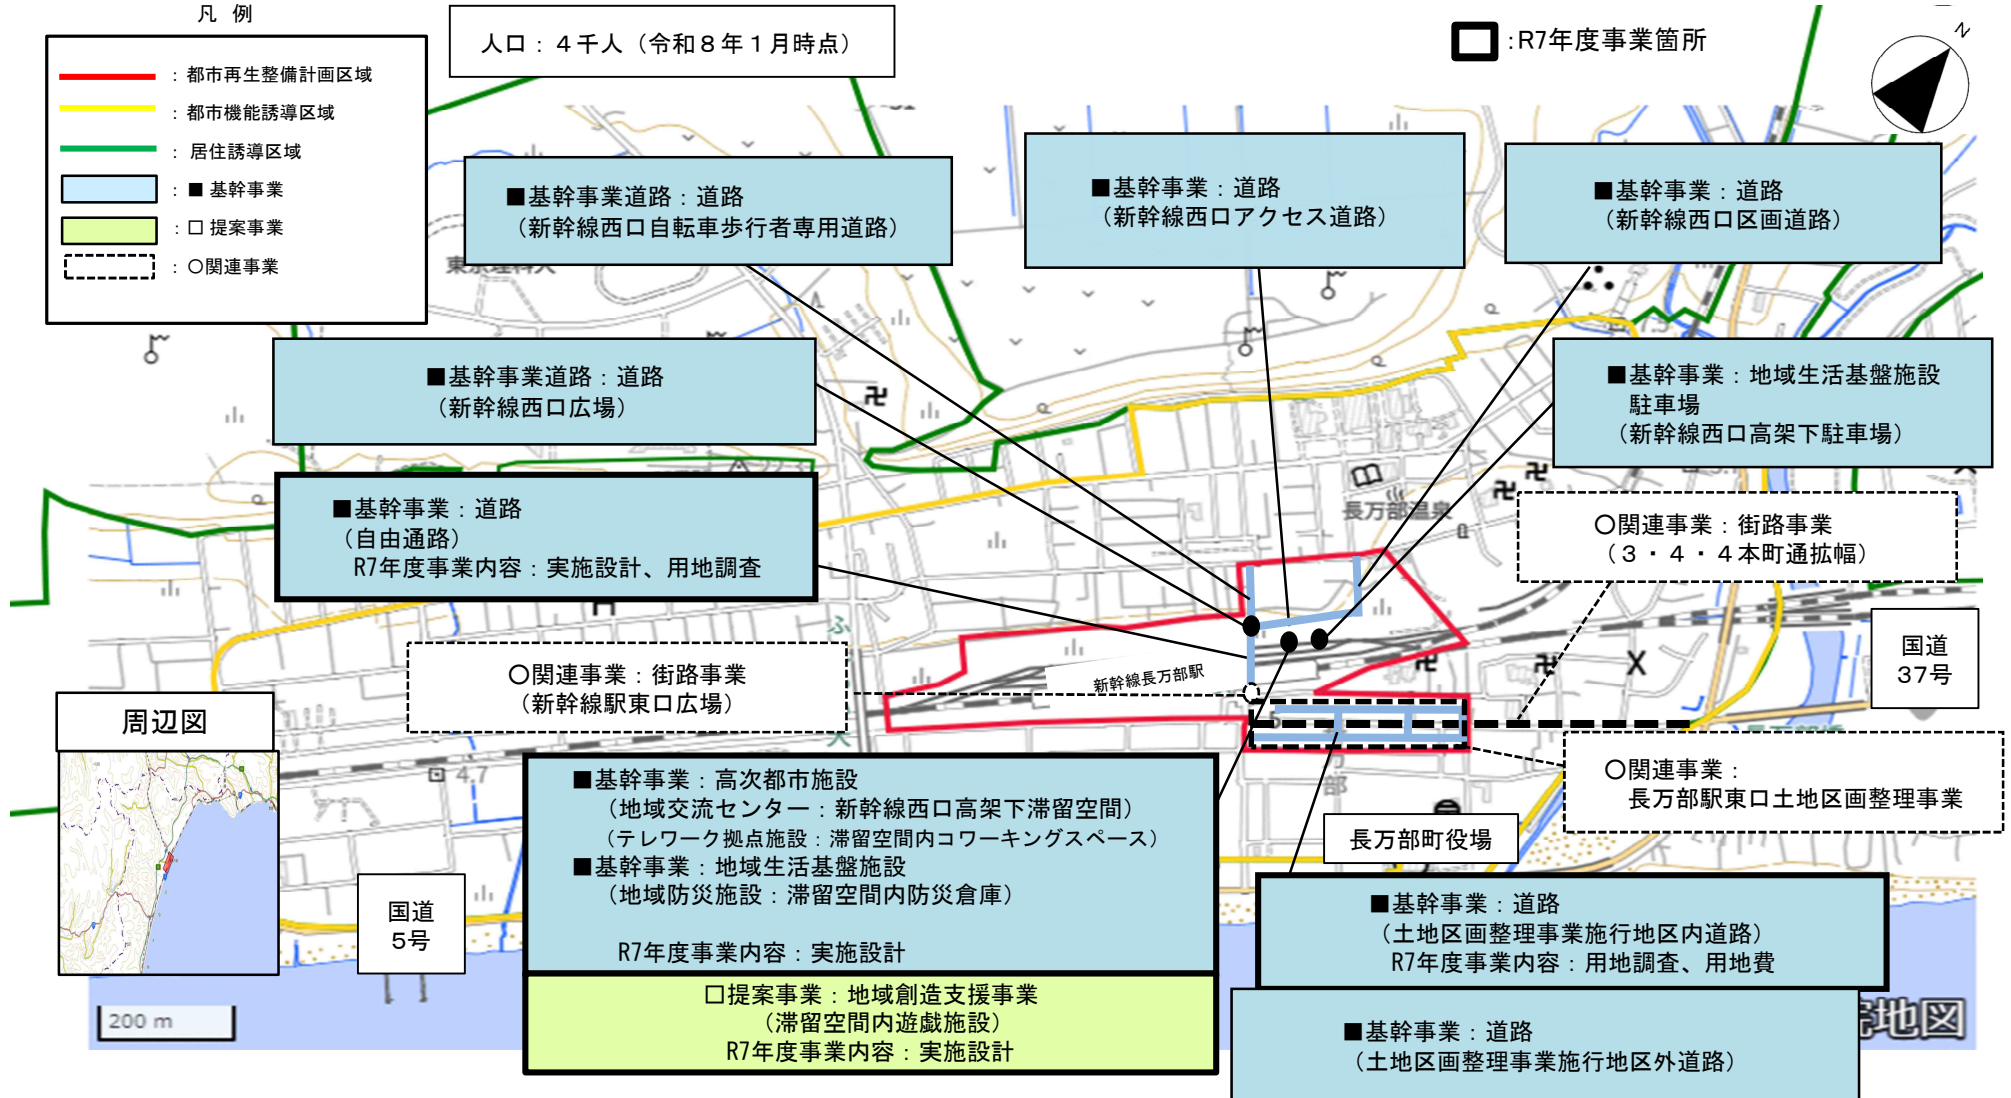 凡 例
：都市再生整備計画区域
：都市機能誘導区域
：居住誘導区域
：■ 基幹事業
：□ 提案事業
：○関連事業
人口：４千人（令和８年１月時点）
：R7年度事業箇所
N
■基幹事業道路：道路
（新幹線西口自転車歩行者専用道路）
■基幹事業：道路
（新幹線西口アクセス道路）
■基幹事業：道路
（新幹線西口区画道路）
■基幹事業道路：道路
（新幹線西口広場）
■基幹事業：地域生活基盤施設
駐車場
（新幹線西口高架下駐車場）
■基幹事業：道路
（自由通路）
R7年度事業内容：実施設計、用地調査
長万部温泉
○関連事業：街路事業
（３・４・４本町通拡幅）
○関連事業：街路事業
（新幹線駅東口広場）
新幹線長万部駅
国道
37号
周辺図
4.7
■基幹事業：高次都市施設
（地域交流センター：新幹線西口高架下滞留空間）
（テレワーク拠点施設：滞留空間内コワーキングスペース）
■基幹事業：地域生活基盤施設
（地域防災施設：滞留空間内防災倉庫）
R7年度事業内容：実施設計
□提案事業：地域創造支援事業
（滞留空間内遊戯施設）
R7年度事業内容：実施設計
○関連事業：
長万部駅東口土地区画整理事業
長万部町役場
国道
5号
■基幹事業：道路
（土地区画整理事業施行地区内道路）
R7年度事業内容：用地調査、用地費
■基幹事業：道路
（土地区画整理事業施行地区外道路）
200 m
地図